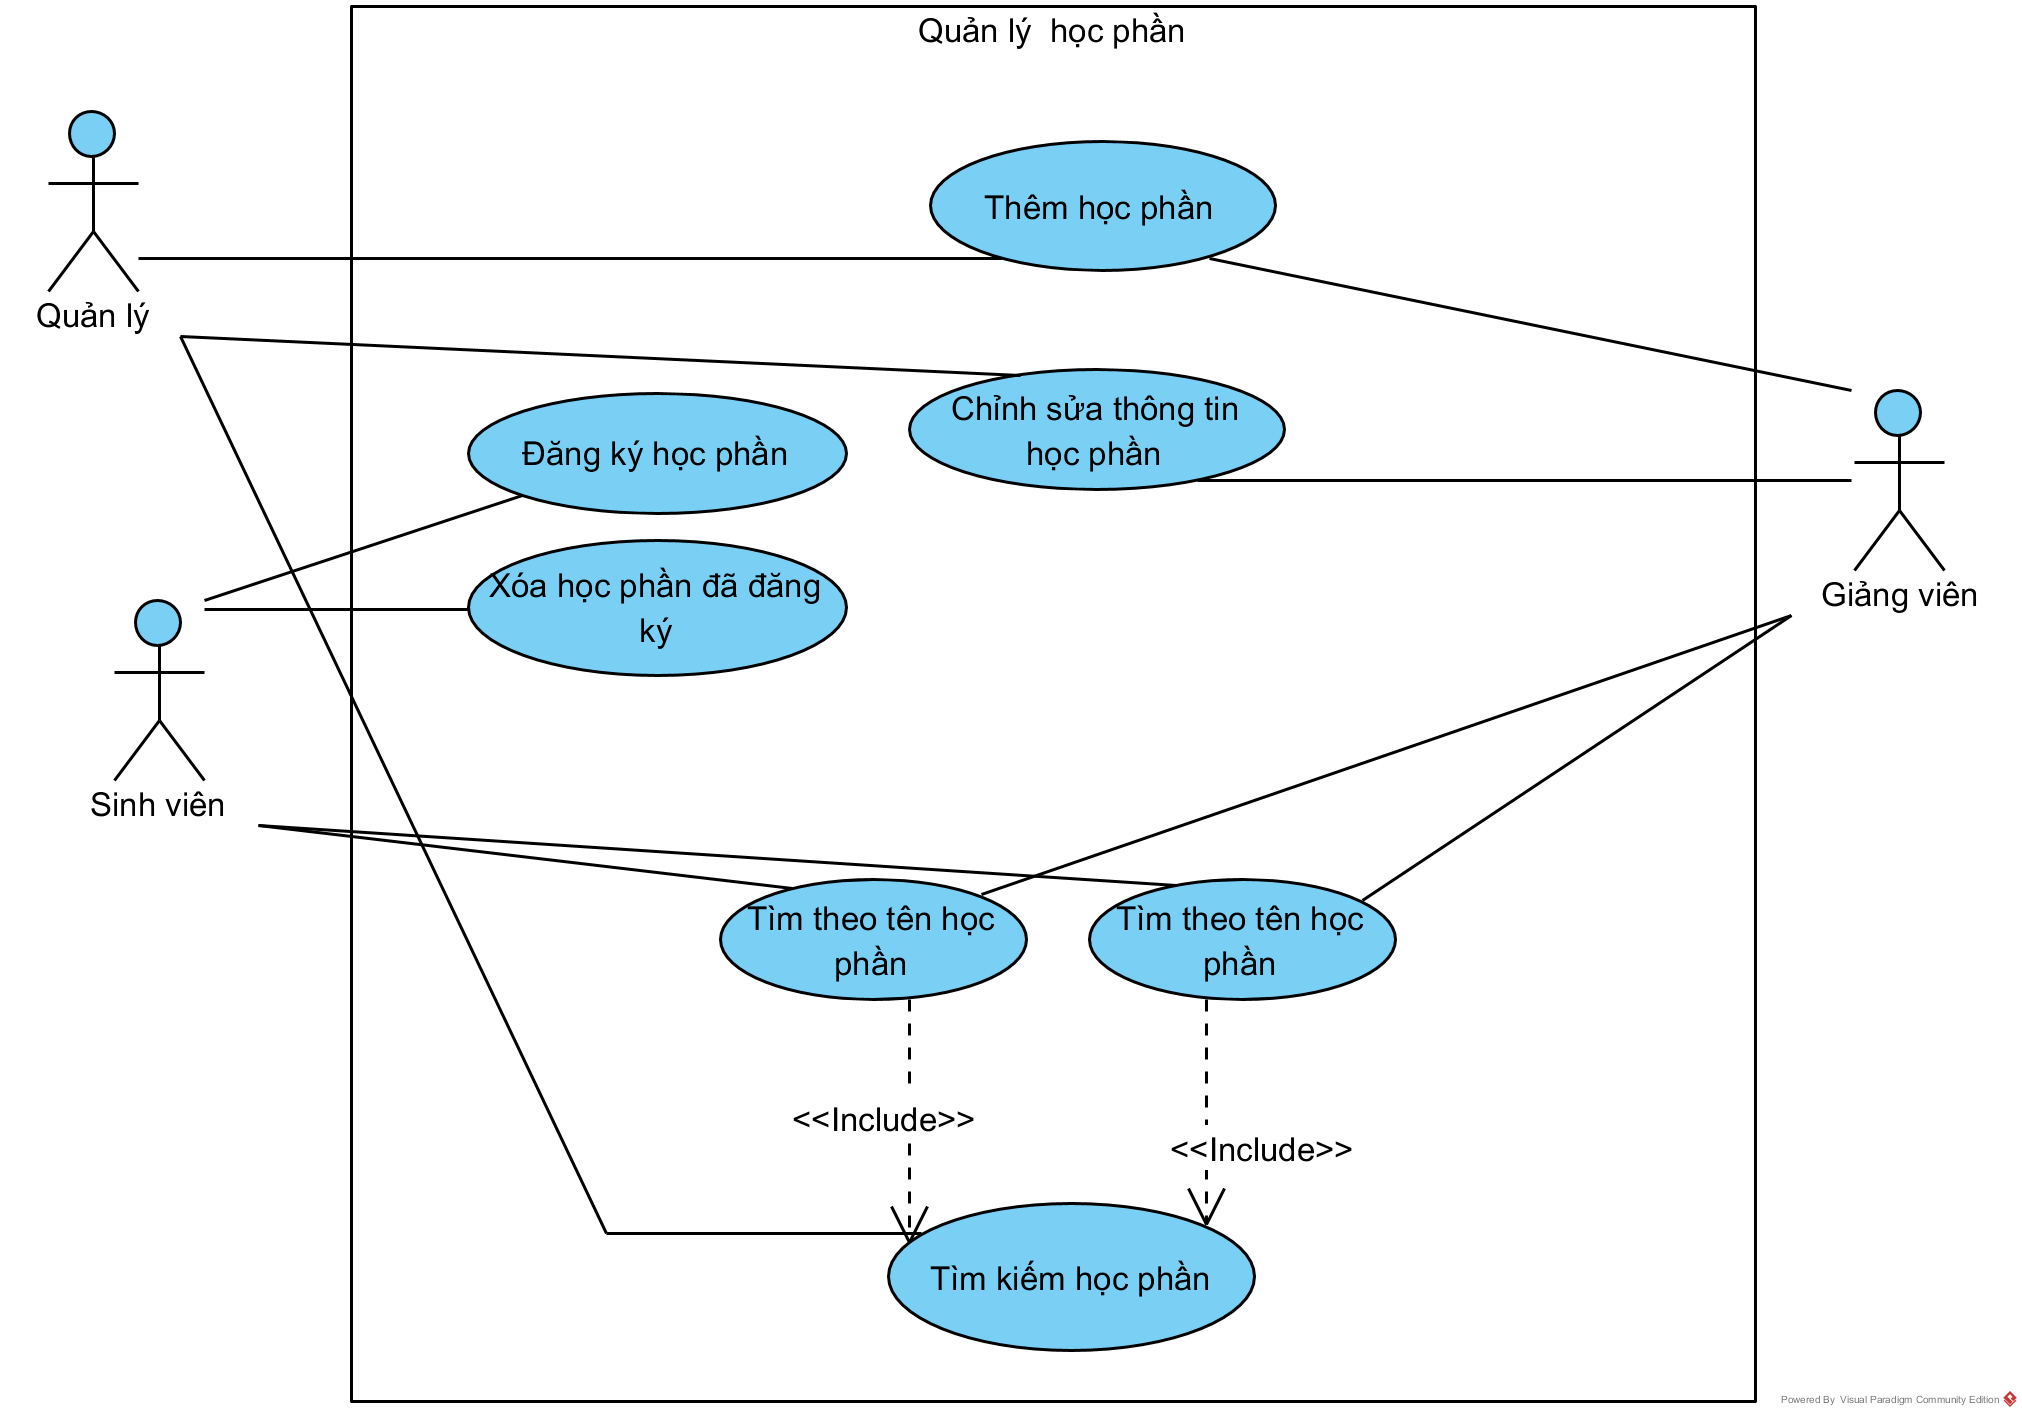 Quản lý học phần
Thêm học phần
Quản lý
Chỉnh sửa thông tin
học phần
Đăng ký học phần
Xóa học phần đã đăng
ký
Giảng viên
Sinh viên
Tìm theo tên học
phần
Tìm theo tên học
phần
<<Include>>
<<Include>>
Tìm kiếm học phần
Powered By Visual Paradigm Community Edition